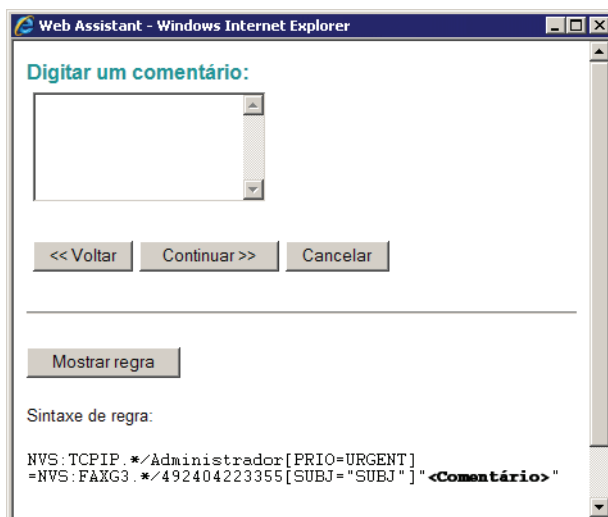 Web Assistant - Windows Internet Explorer
Digitar um comentário:
<< Voltar
Continuar >>
Cancelar
Mostrar regra
Sintaxe de regra:
NVS:TCPIP.*/Administrador[PRIO=URGENT]
=NVS:FAXG3.*/492404223355[SUBJ="SUBJ"]"<Comentário>"